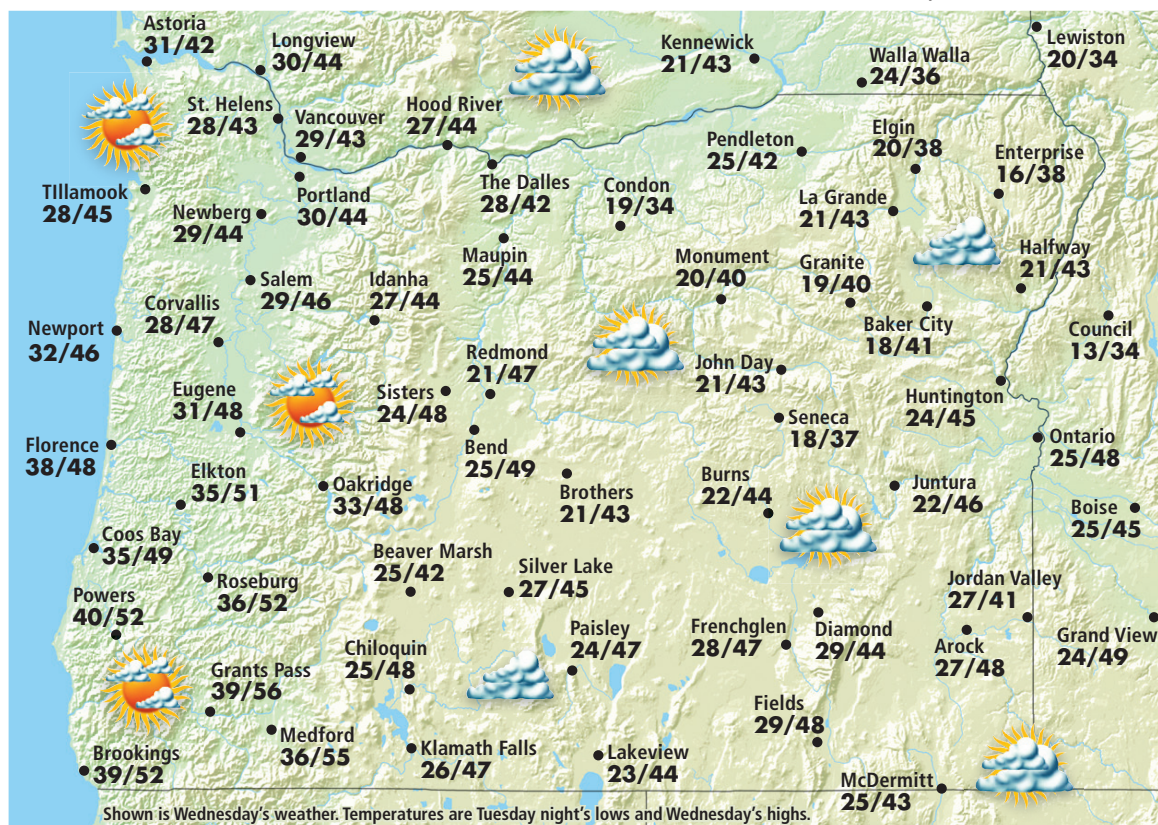 Astoria
31/42
Longview
30/44
Kennewick
21/43
Walla Walla
24/36
Lewiston
20/34
St. Helens
28/43
Vancouver
29/43
Hood River
27/44
Pendleton
25/42
Elgin
20/38
Enterprise
16/38
TIllamook
28/45
Newberg
29/44
Portland
30/44
The Dalles
28/42
Condon
19/34
La Grande
21/43
Maupin
25/44
Monument
20/40
Granite
19/40
Halfway
21/43
Salem
29/46
Idanha
27/44
Corvallis
28/47
Newport
32/46
Baker City
18/41
Council
13/34
Redmond
21/47
John Day
21/43
Eugene
31/48
Sisters
24/48
Huntington
24/45
Seneca
18/37
Florence
38/48
Bend
25/49
Ontario
25/48
Elkton
35/51
Oakridge
33/48
Brothers
21/43
Burns
22/44
Juntura
22/46
Boise
25/45
Coos Bay
35/49
Beaver Marsh
25/42
Silver Lake
27/45
Roseburg
36/52
Jordan Valley
27/41
Powers
40/52
Chiloquin
25/48
Paisley
24/47
Frenchglen
28/47
Diamond
29/44
Arock
27/48
Grand View
24/49
Grants Pass
39/56
Fields
29/48
Medford
36/55
Klamath Falls
26/47
Lakeview
23/44
Brookings
39/52
McDermitt
25/43
Shown is Wednesday's weather. Temperatures are Tuesday night's lows and Wednesday's highs.